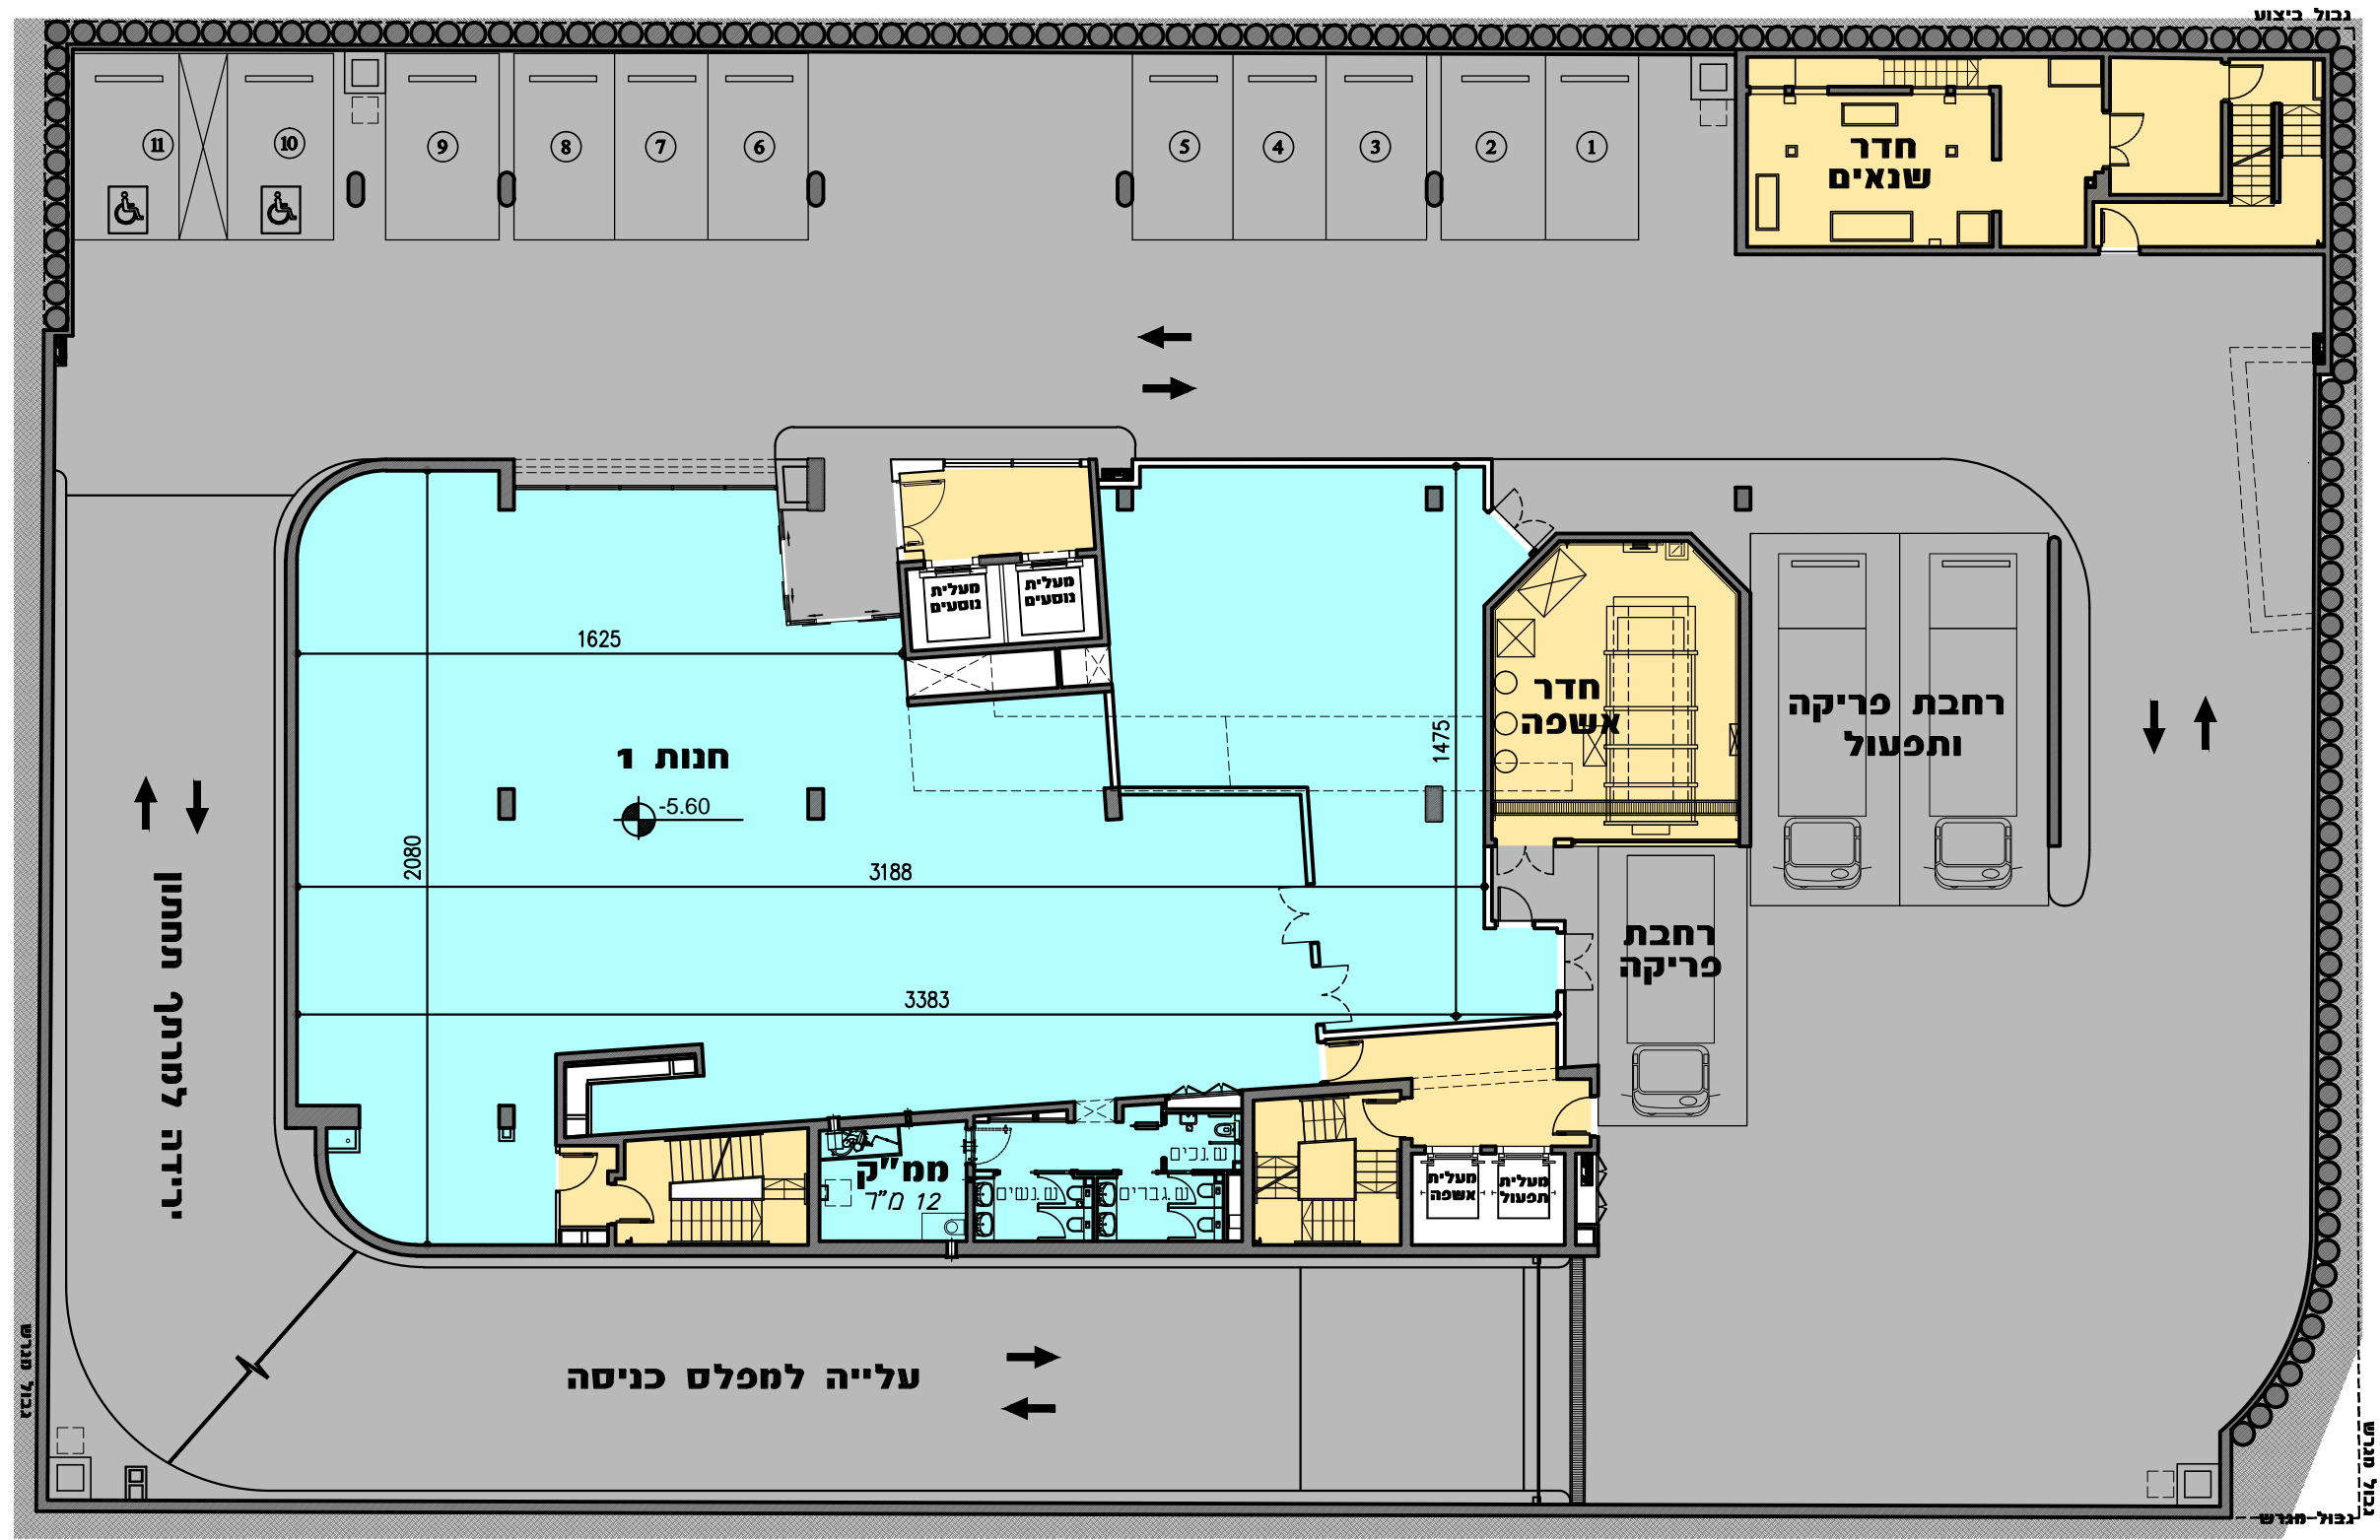 גבול ביצוע
11
10
9
8
7
6
5
4
3
2
1
חדר
שנאים
מעלית
נוסעים
מעלית
נוסעים
1625
חנות 1
-5.60
1475
2080
3188
3383
חדר
אשפה
רחבת פריקה
ותפעול
רחבת
פריקה
ירידה למרתף תחתון
ממ"ק
12 מ"ר
ש.נשים
ש.גברים
ש.נכים
מעלית
אשפה
מעלית
תפעול
עלייה למפלס כניסה
גבול מגרש
גבול מגרש
גבול-מגרש